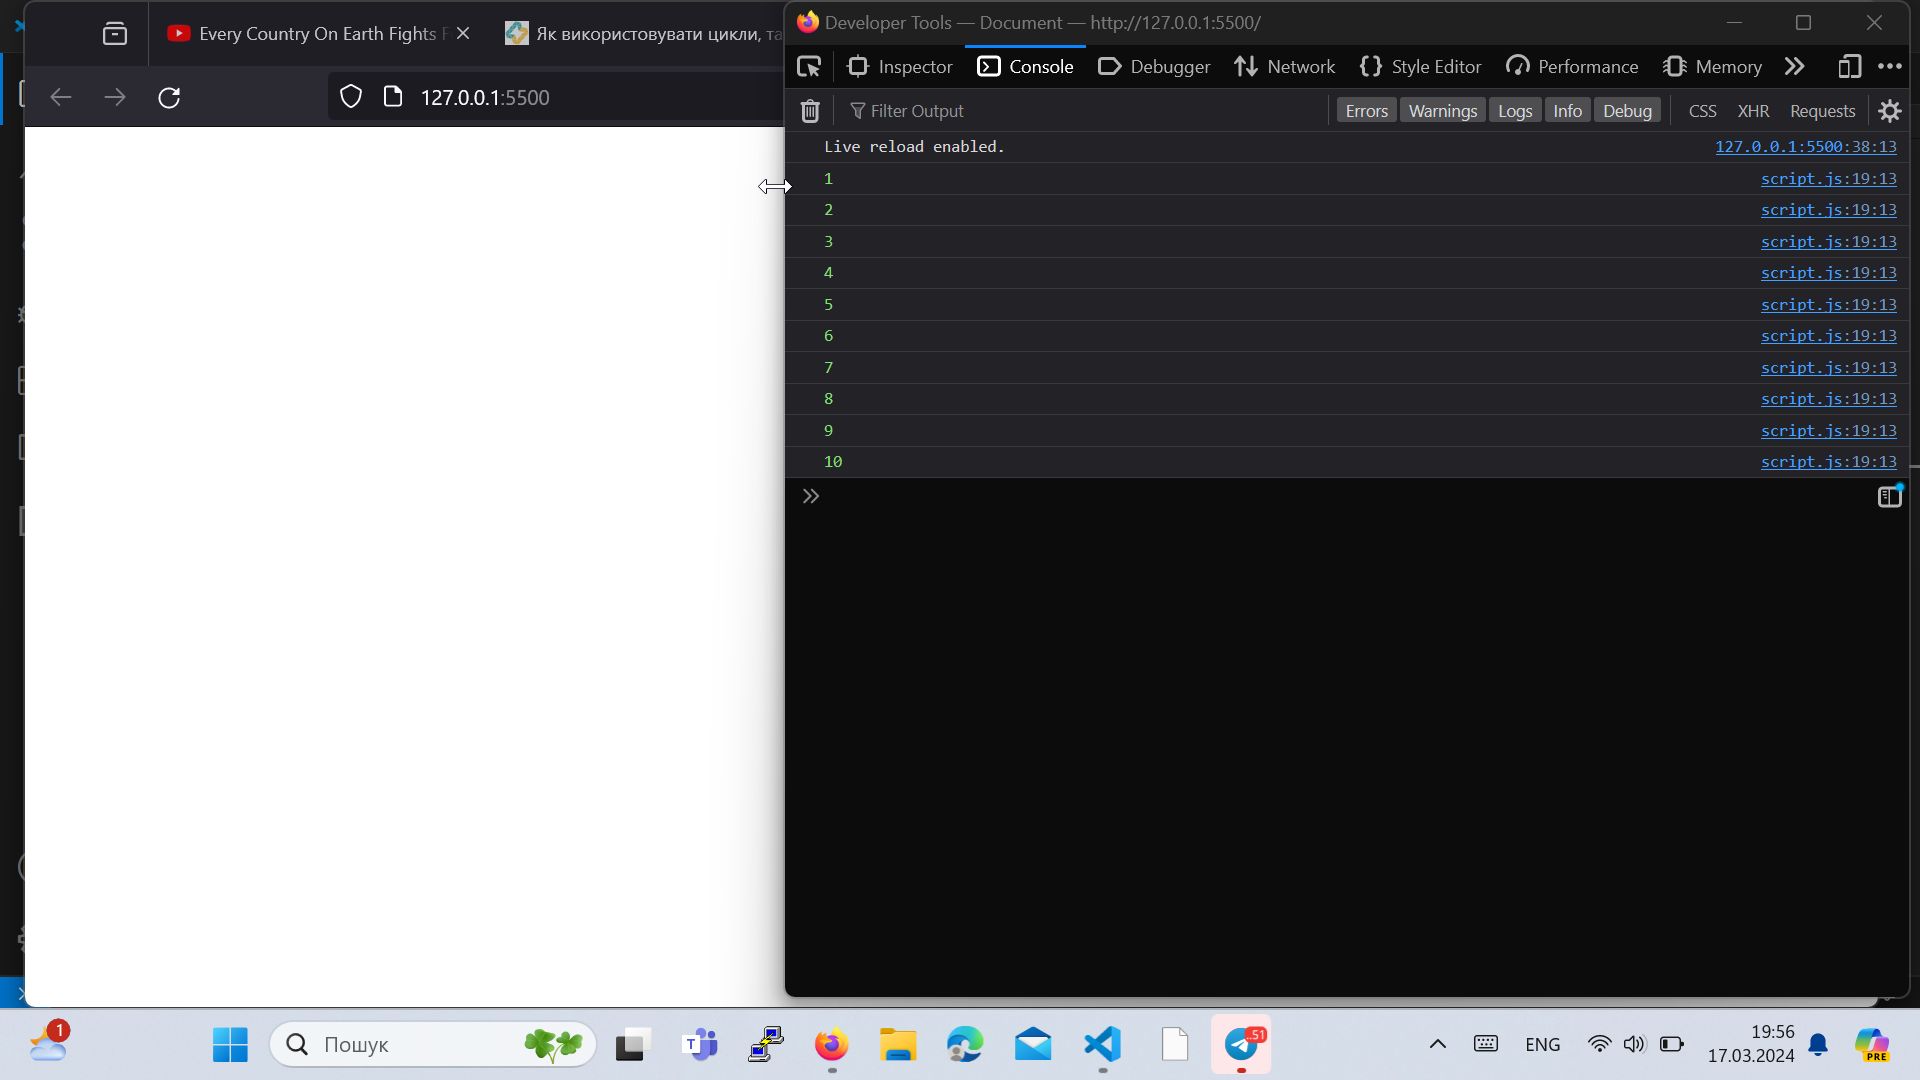 Every Country On Earth Fights F
Як використовувати цикли, та
127.0.0.1:5500
Developer Tools — Document — http://127.0.0.1:5500/
Inspector
Console
Debugger
Network
Style Editor
Performance
Memory
Filter Output
Errors
Warnings
Logs
Info
Debug
CSS
XHR
Requests
Live reload enabled. 127.0.0.1:5500:38:13
1 script.js:19:13
2 script.js:19:13
3 script.js:19:13
4 script.js:19:13
5 script.js:19:13
6 script.js:19:13
7 script.js:19:13
8 script.js:19:13
9 script.js:19:13
10 script.js:19:13
1
Пошук
T
..51
ENG
19:56
17.03.2024
PRE